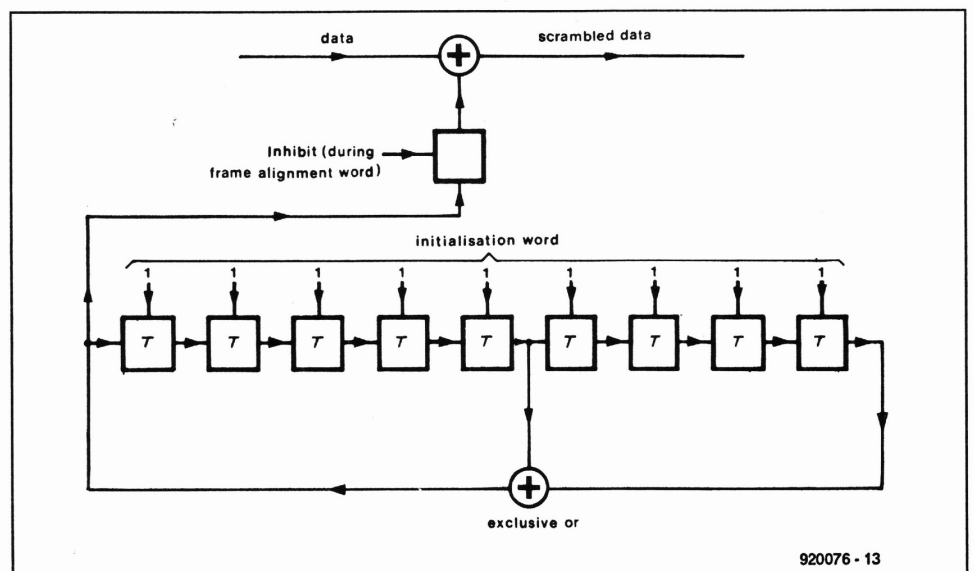 data
scrambled data
+
Inhibit (during
frame alignment word)
initialisation word
1 1 1 1 1 1 1 1 1
T T T T T T T T T
+
exclusive or
920076 - 13